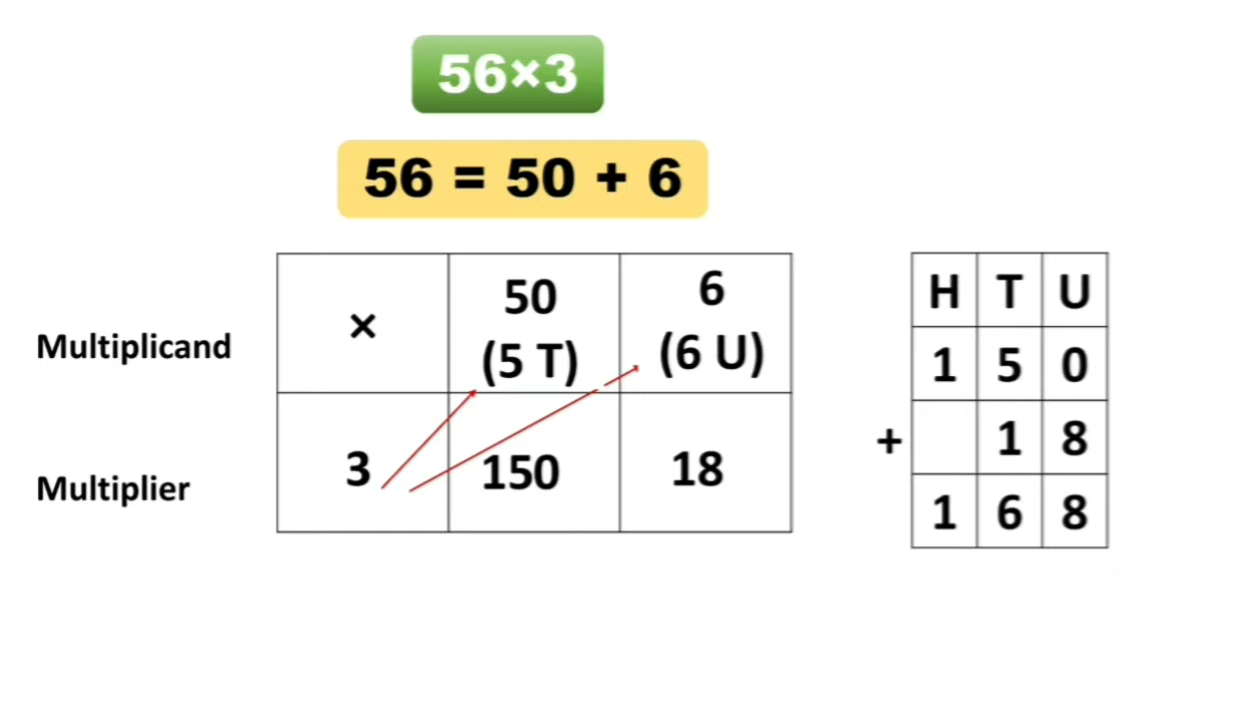 56×3
56 = 50 + 6
Multiplicand
× 50 6
(5 T) (6 U)
Multiplier
3 150 18
H T U
1 5 0
+ 1 8
1 6 8